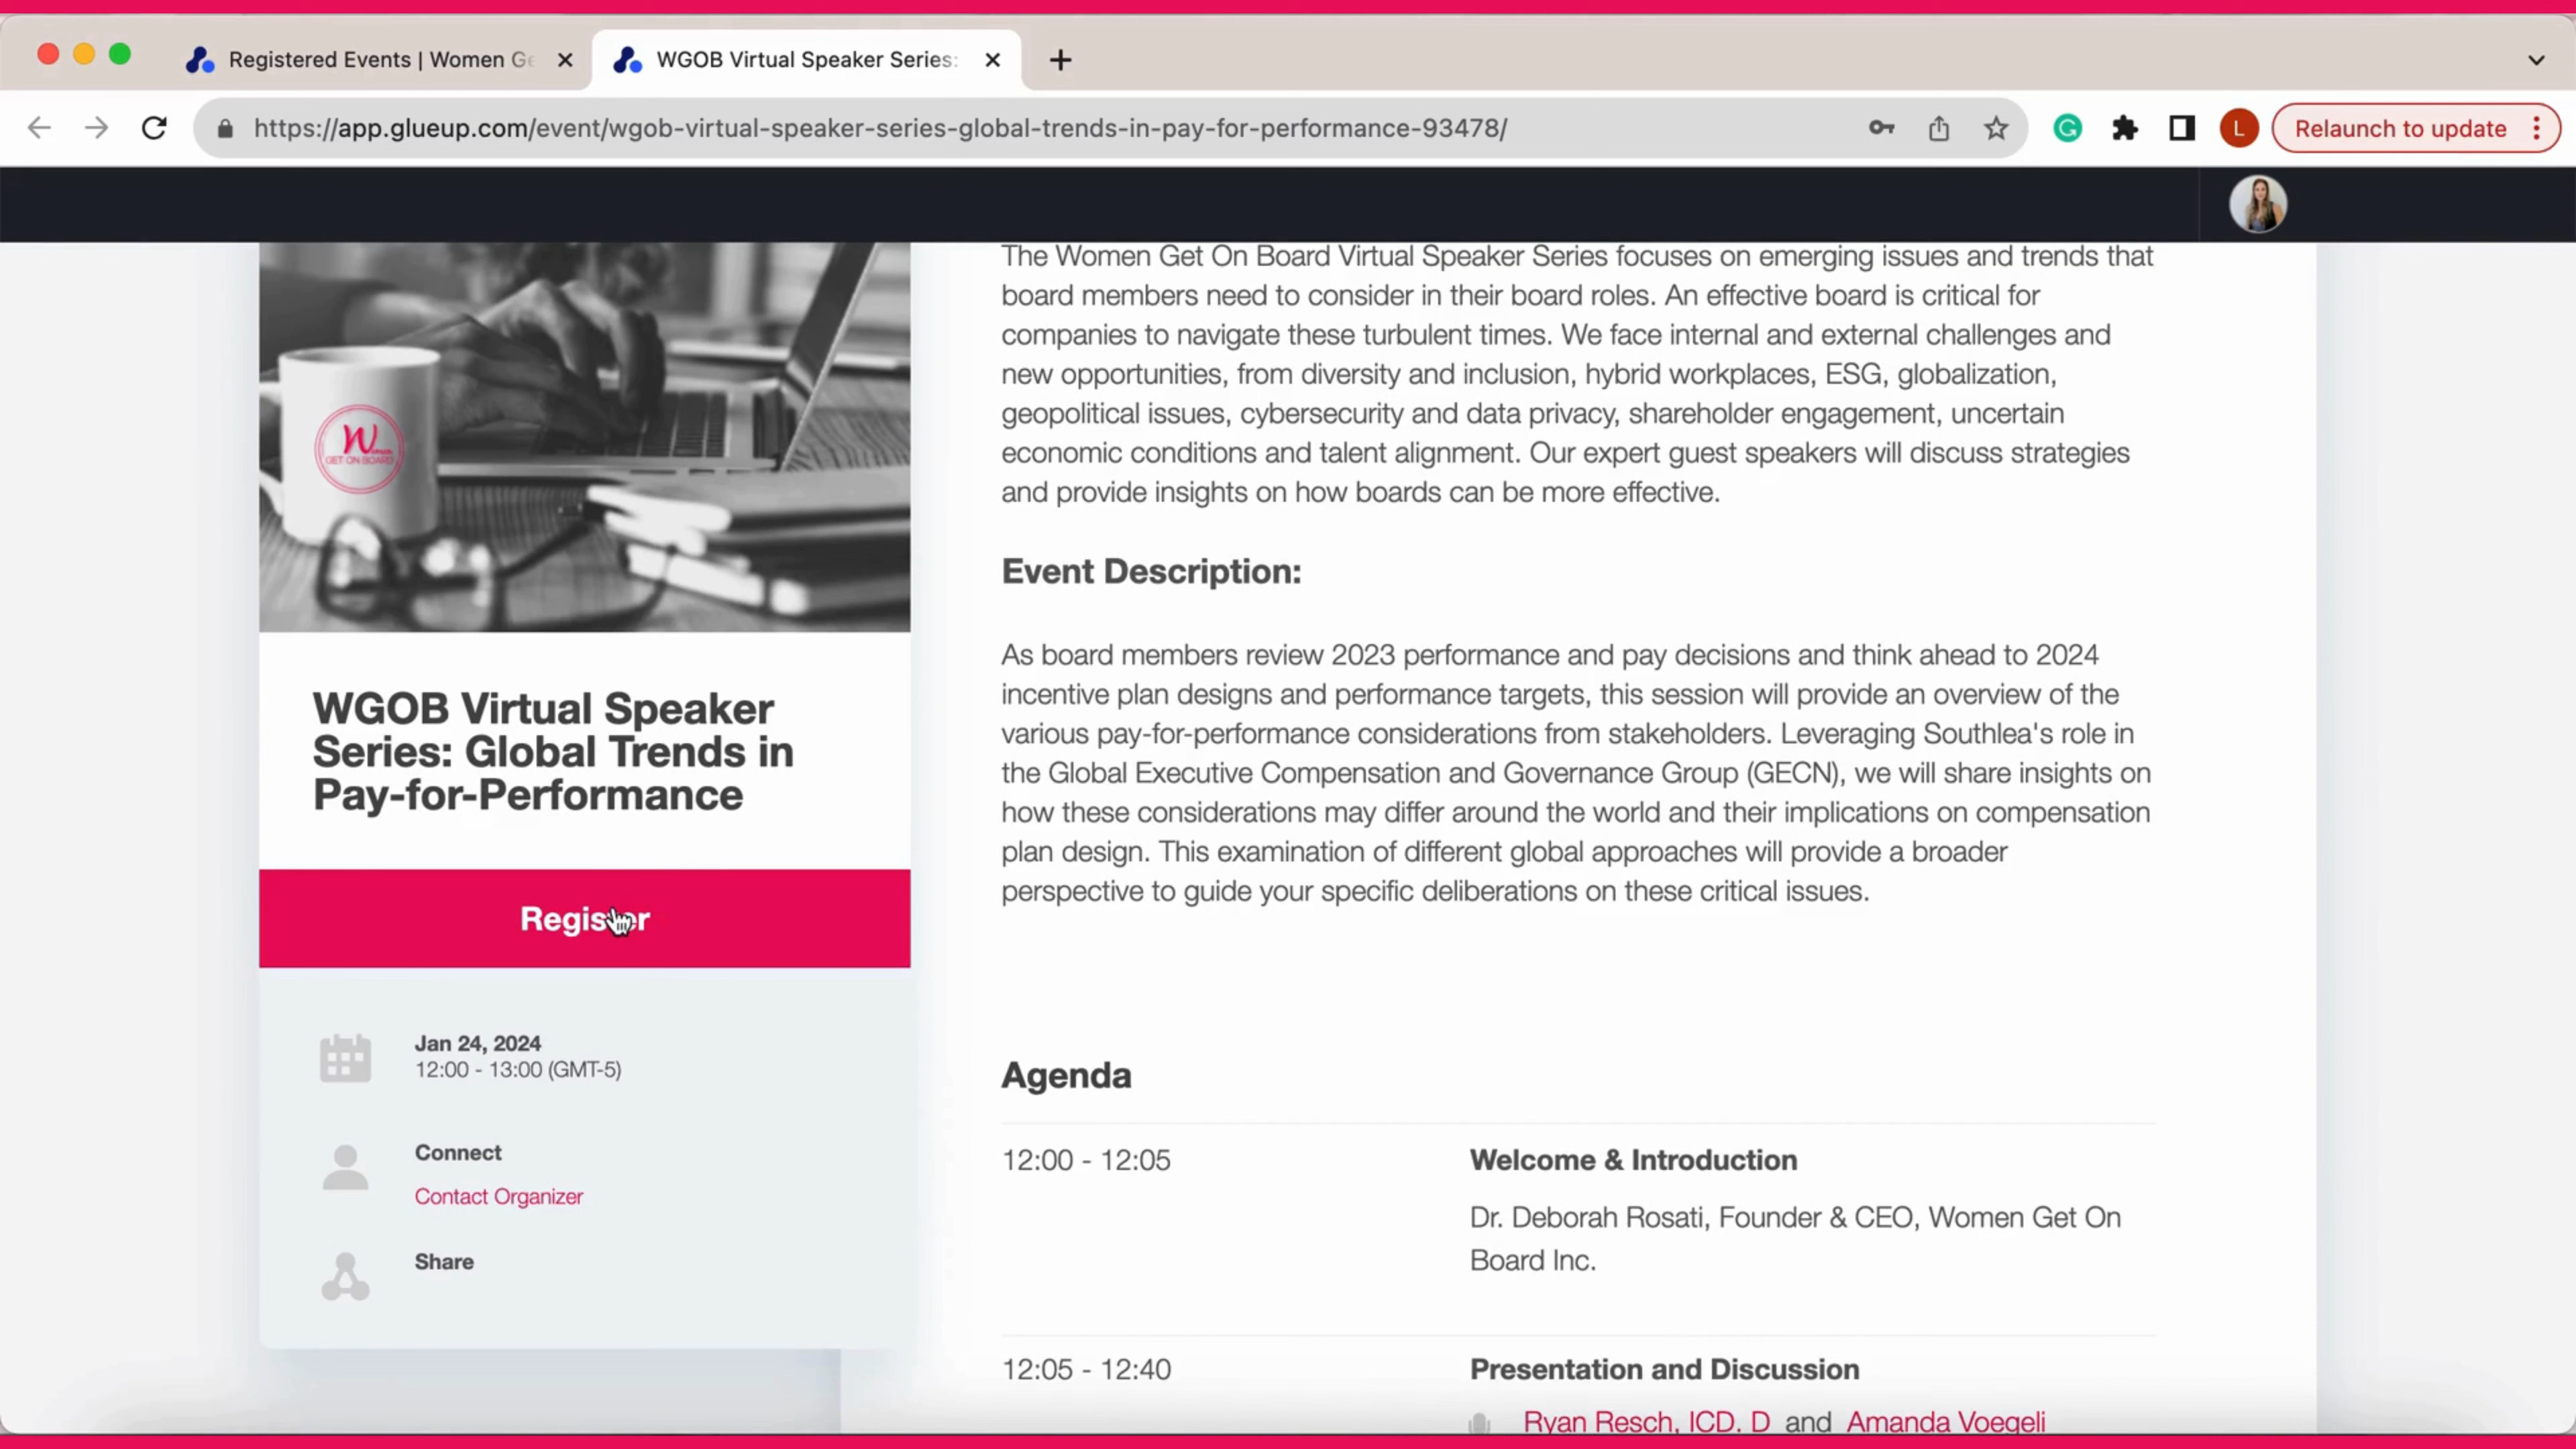 Registered Events | Women Ge
WGOB Virtual Speaker Series:
https://app.glueup.com/event/wgob-virtual-speaker-series-global-trends-in-pay-for-performance-93478/
L
Relaunch to update
W
GET ON BOARD
WGOB Virtual Speaker
Series: Global Trends in
Pay-for-Performance
Register
Jan 24, 2024
12:00 - 13:00 (GMT-5)
Connect
Contact Organizer
Share
The Women Get On Board Virtual Speaker Series focuses on emerging issues and trends that
board members need to consider in their board roles. An effective board is critical for
companies to navigate these turbulent times. We face internal and external challenges and
new opportunities, from diversity and inclusion, hybrid workplaces, ESG, globalization,
geopolitical issues, cybersecurity and data privacy, shareholder engagement, uncertain
economic conditions and talent alignment. Our expert guest speakers will discuss strategies
and provide insights on how boards can be more effective.
Event Description:
As board members review 2023 performance and pay decisions and think ahead to 2024
incentive plan designs and performance targets, this session will provide an overview of the
various pay-for-performance considerations from stakeholders. Leveraging Southlea's role in
the Global Executive Compensation and Governance Group (GECN), we will share insights on
how these considerations may differ around the world and their implications on compensation
plan design. This examination of different global approaches will provide a broader
perspective to guide your specific deliberations on these critical issues.
Agenda
12:00 - 12:05
Welcome & Introduction
Dr. Deborah Rosati, Founder & CEO, Women Get On
Board Inc.
12:05 - 12:40
Presentation and Discussion
Ryan Resch, ICD. D and Amanda Voegeli